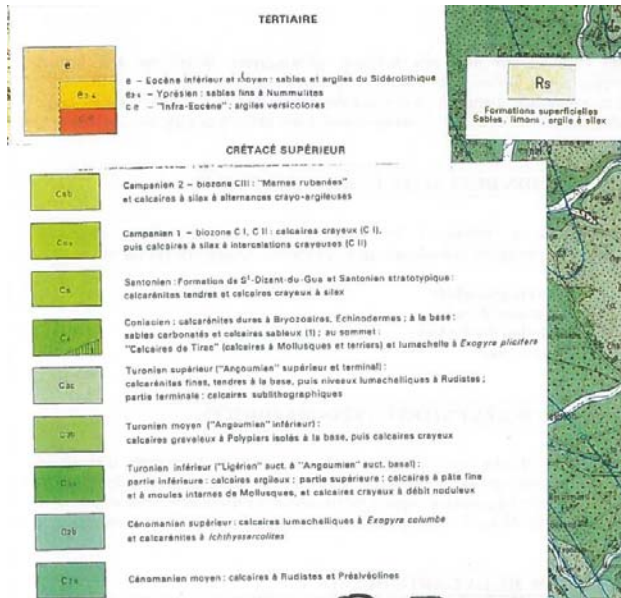 TERTIAIRE
e
e – Eocène inférieur et moyen : sables et argiles du Sidérolithique
e3-4 – Yprésien : sables fins à Nummulites
c-e – "Infra-Eocène" : argiles versicolores
Rs
Formations superficielles
Sables, limons, argile à silex
CRÉTACÉ SUPÉRIEUR
Campanien 2 – biozone CIII : "Marnes rubanées"
et calcaires à silex à alternances crayo-argileuses
Campanien 1 – biozone C I, C II : calcaires crayeux (C I),
puis calcaires à silex à intercalations crayeuses (C II)
Santonien : Formation de St-Dizant-du-Gua et Santonien stratotypique :
calcarénites tendres et calcaires crayeux à silex
Coniacien : calcarénites dures à Bryozoaires, Echinodermes ; à la base :
sables carbonatés et calcaires sableux (1) ; au sommet :
"Calcaires de Tirac" (calcaires à Mollusques et terriers) et lumachelle à Exogyra plicifera
Turonien supérieur ("Angoumien" supérieur et terminal) :
calcarénites fines, tendres à la base, puis niveaux lumachelliques à Rudistes ;
partie terminale : calcaires sublithographiques
Turonien moyen ("Angoumien" inférieur) :
calcaires graveleux à Polypiers isolés à la base, puis calcaires crayeux
Turonien inférieur ("Ligérien" auct. à "Angoumien" auct. basal) :
partie inférieure : calcaires argileux ; partie supérieure : calcaires à pâte fine
et à moules internes de Mollusques, et calcaires crayeux à débit noduleux
Cénomanien supérieur : calcaires lumachelliques à Exogyra columba
et calcarénites à Ichthyosarcolites
Cénomanien moyen : calcaires à Rudistes et Préalvéolines